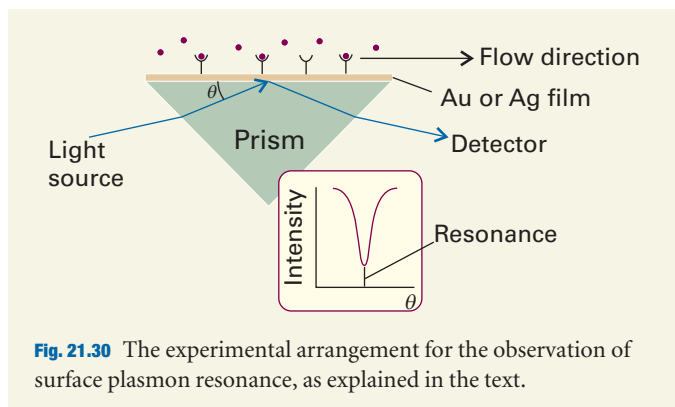 Flow direction
θ
Au or Ag film
Prism
Light
source
Detector
Intensity
Resonance
θ
Fig. 21.30 The experimental arrangement for the observation of
surface plasmon resonance, as explained in the text.